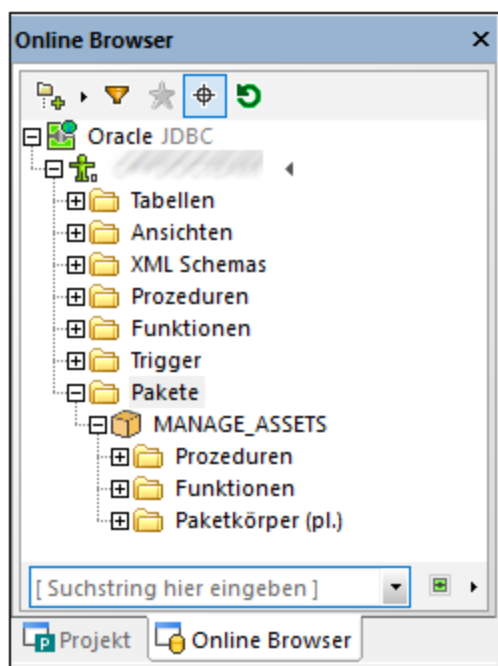 Online Browser
Oracle JDBC
Tabellen
Ansichten
XML Schemas
Prozeduren
Funktionen
Trigger
Pakete
MANAGE_ASSETS
Prozeduren
Funktionen
Paketkörper (pl.)
[ Suchstring hier eingeben ]
Projekt Online Browser